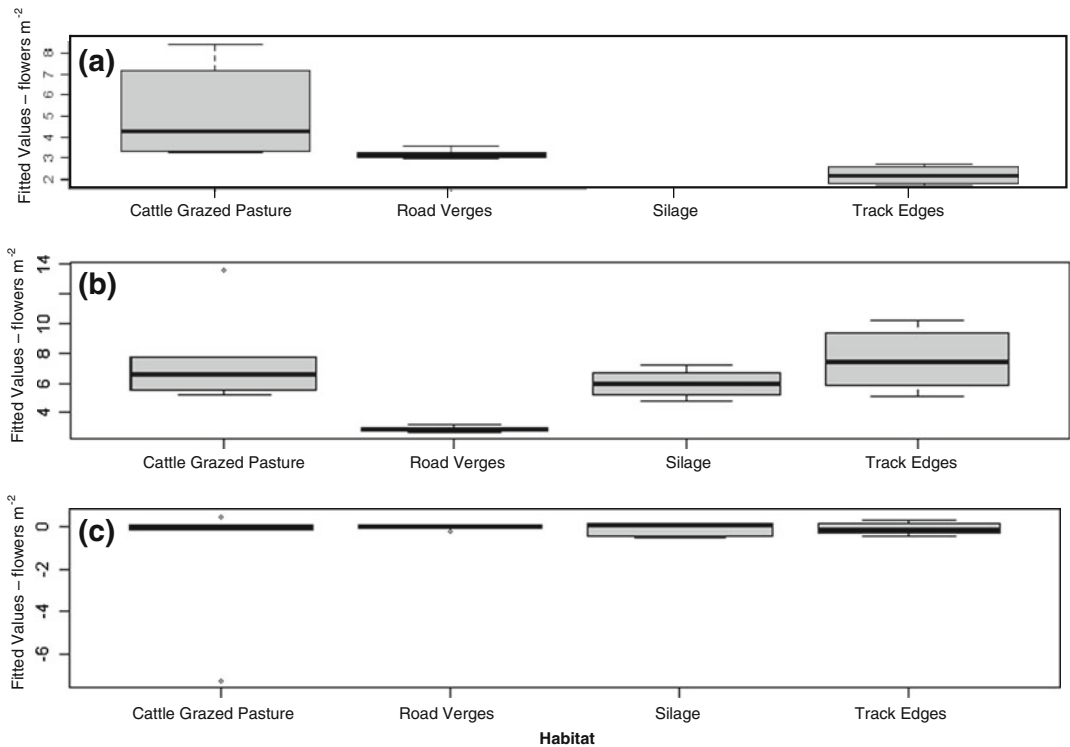 (a)
Fitted Values – flowers m-2
8
7
6
5
4
3
2
Cattle Grazed Pasture Road Verges Silage Track Edges
(b)
Fitted Values – flowers m-2
14
10
8
6
4
Cattle Grazed Pasture Road Verges Silage Track Edges
(c)
Fitted Values – flowers m-2
0
-2
-4
-6
Cattle Grazed Pasture Road Verges Silage Track Edges
Habitat